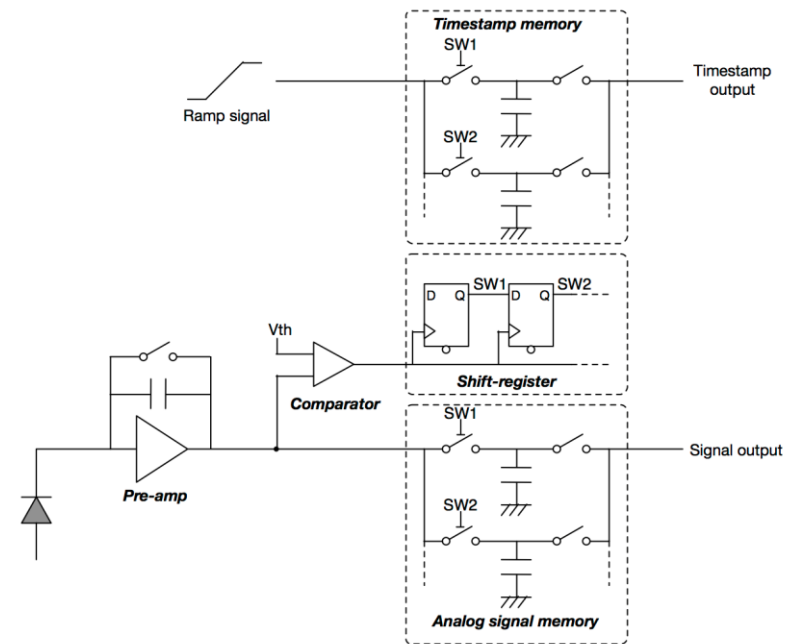 Timestamp memory
SW1
Timestamp
output
Ramp signal
SW2
SW1
SW2
D
Q
D
Q
Vth
Shift-register
Comparator
SW1
Signal output
Pre-amp
SW2
Analog signal memory